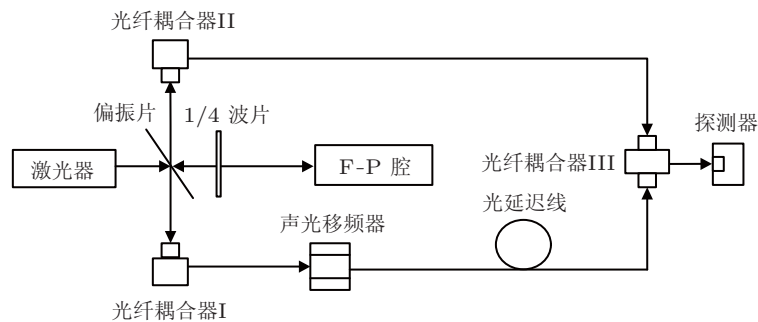 光纤耦合器II
偏振片
1/4 波片
激光器
F-P 腔
光纤耦合器III
探测器
光延迟线
声光移频器
光纤耦合器I